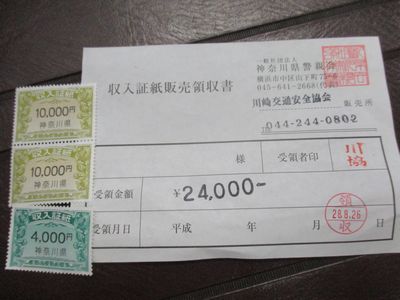 収入証紙
10,000円
神奈川県
収入証紙
10,000円
神奈川県
収入証紙
4,000円
神奈川県
収入証紙販売領収書
一般社団法人
神奈川県警親会
横浜市中区山下町
045-641-2668(代表)
川崎交通安全協会
販売所
044-244-0802
様
受領者印
川協
受領金額
¥24,000-
受領月日
平成 年 月 日
領
28.8.26
収